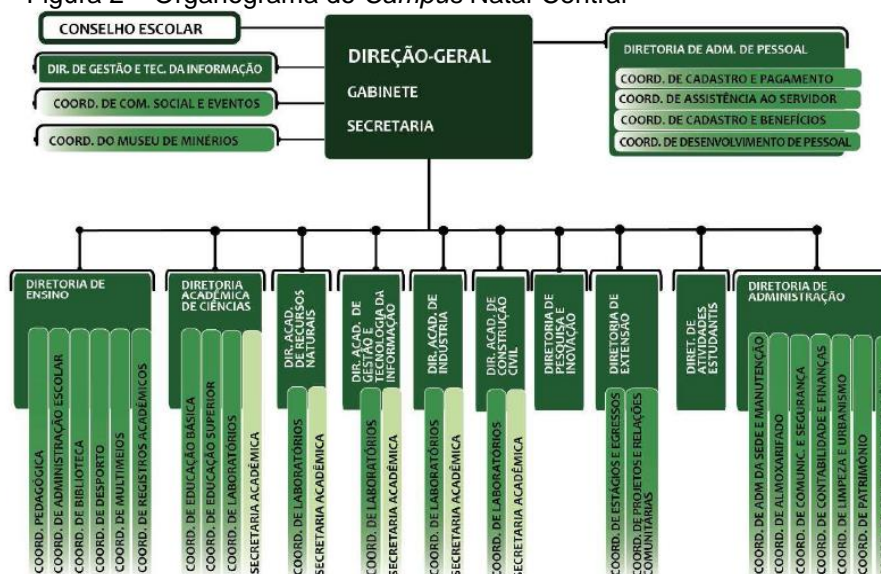 Figura 2 – Organograma do Campus Natal Central
CONSELHO ESCOLAR
DIR. DE GESTÃO E TEC. DA INFORMAÇÃO
COORD. DE COM. SOCIAL E EVENTOS
COORD. DO MUSEU DE MINÉRIOS
DIREÇÃO-GERAL
GABINETE
SECRETARIA
DIRETORIA DE ADM. DE PESSOAL
COORD. DE CADASTRO E PAGAMENTO
COORD. DE ASSISTÊNCIA AO SERVIDOR
COORD. DE CADASTRO E BENEFÍCIOS
COORD. DE DESENVOLVIMENTO DE PESSOAL
DIRETORIA DE
ENSINO
COORD. PEDAGÓGICA
COORD. DE ADMINISTRAÇÃO ESCOLAR
COORD. DE BIBLIOTECA
COORD. DE DESPORTO
COORD. DE MULTIMEIOS
COORD. DE REGISTROS ACADÊMICOS
DIRETORIA
ACADÊMICA
DE CIÊNCIAS
COORD. DE EDUCAÇÃO BÁSICA
COORD. DE EDUCAÇÃO SUPERIOR
COORD. DE LABORATÓRIOS
SECRETARIA ACADÊMICA
DIR. ACAD.
DE RECURSOS
NATURAIS
COORD. DE LABORATÓRIOS
SECRETARIA ACADÊMICA
DIR. ACAD. DE
GESTÃO E
TECNOLOGIA DA
INFORMAÇÃO
COORD. DE LABORATÓRIOS
SECRETARIA ACADÊMICA
DIR. ACAD. DE
INDUSTRIA
COORD. DE LABORATÓRIOS
SECRETARIA ACADÊMICA
DIR. ACAD. DE
CONSTRUÇÃO
CIVIL
COORD. DE LABORATÓRIOS
SECRETARIA ACADÊMICA
DIRETORIA DE
PESQUISA E
INOVAÇÃO
DIRETORIA DE
EXTENSÃO
COORD. DE ESTÁGIOS E EGRESSOS
COORD. DE PROJETOS E RELAÇÕES
COMUNITÁRIAS
DIRET. DE
ATIVIDADES
ESTUDANTIS
DIRETORIA DE
ADMINISTRAÇÃO
COORD. DE ADM DA SEDE E MANUTENÇÃO
COORD. DE ALMOXARIFADO
COORD. DE COMUNIC. E SEGURANÇA
COORD. DE CONTABILIDADE E FINANÇAS
COORD. DE LIMPEZA E URBANISMO
COORD. DE PATRIMÔNIO